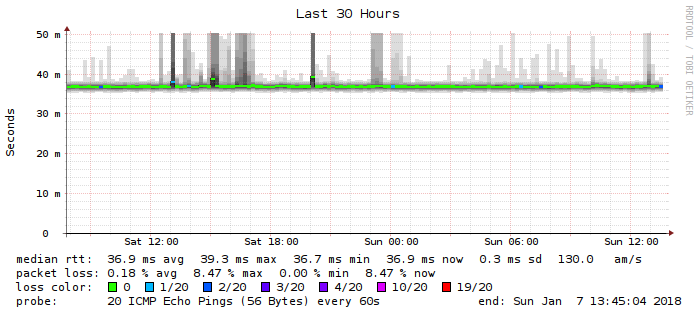 Last 30 Hours
RRDTOOL / TOBI OETIKER
Seconds
50 m
40 m
30 m
20 m
10 m
0
Sat 12:00 Sat 18:00 Sun 00:00 Sun 06:00 Sun 12:00
median rtt: 36.9 ms avg 39.3 ms max 36.7 ms min 36.9 ms now 0.3 ms sd 130.0 am/s
packet loss: 0.18 % avg 8.47 % max 0.00 % min 8.47 % now
loss color: 0 1/20 2/20 3/20 4/20 10/20 19/20
probe: 20 ICMP Echo Pings (56 Bytes) every 60s end: Sun Jan 7 13:45:04 2018